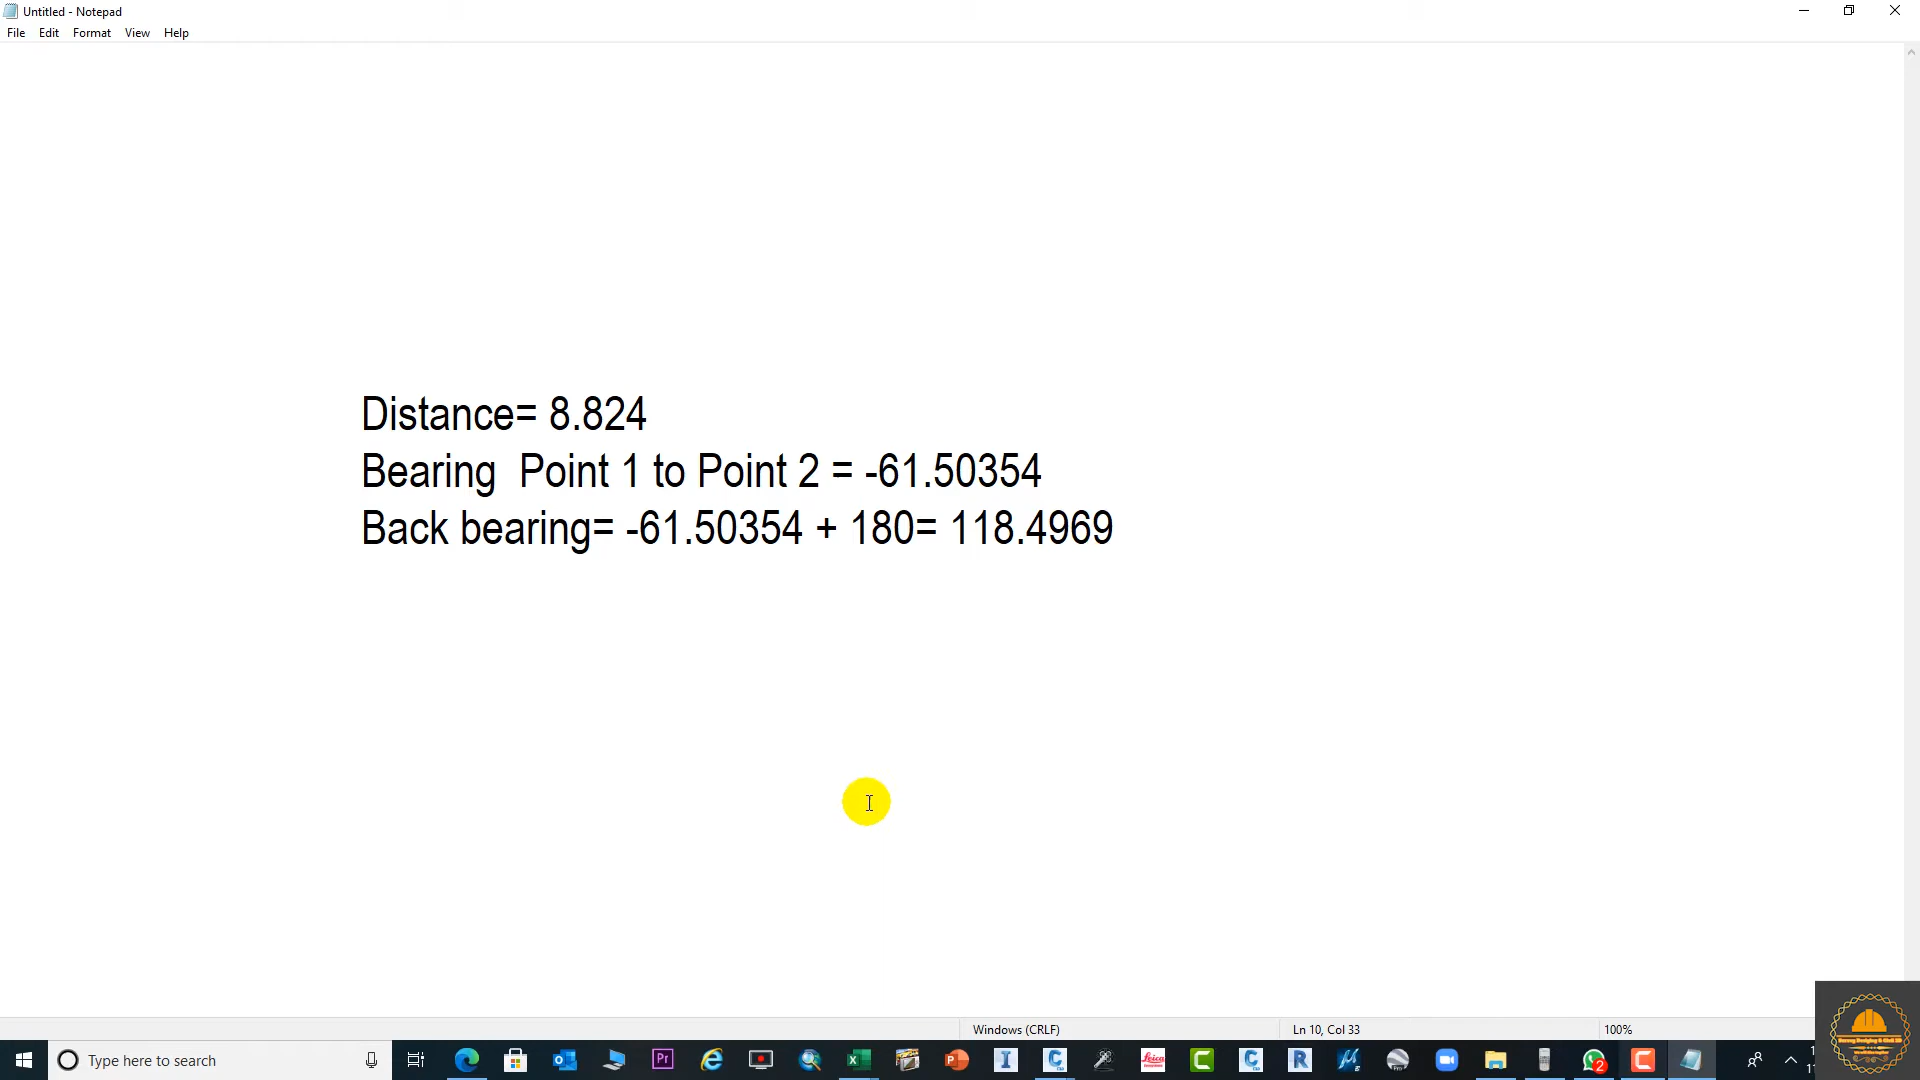 Untitled - Notepad
File Edit Format View Help
Distance= 8.824
Bearing  Point 1 to Point 2 = -61.50354
Back bearing= -61.50354 + 180= 118.4969
Windows (CRLF) Ln 10, Col 33 100%
Type here to search